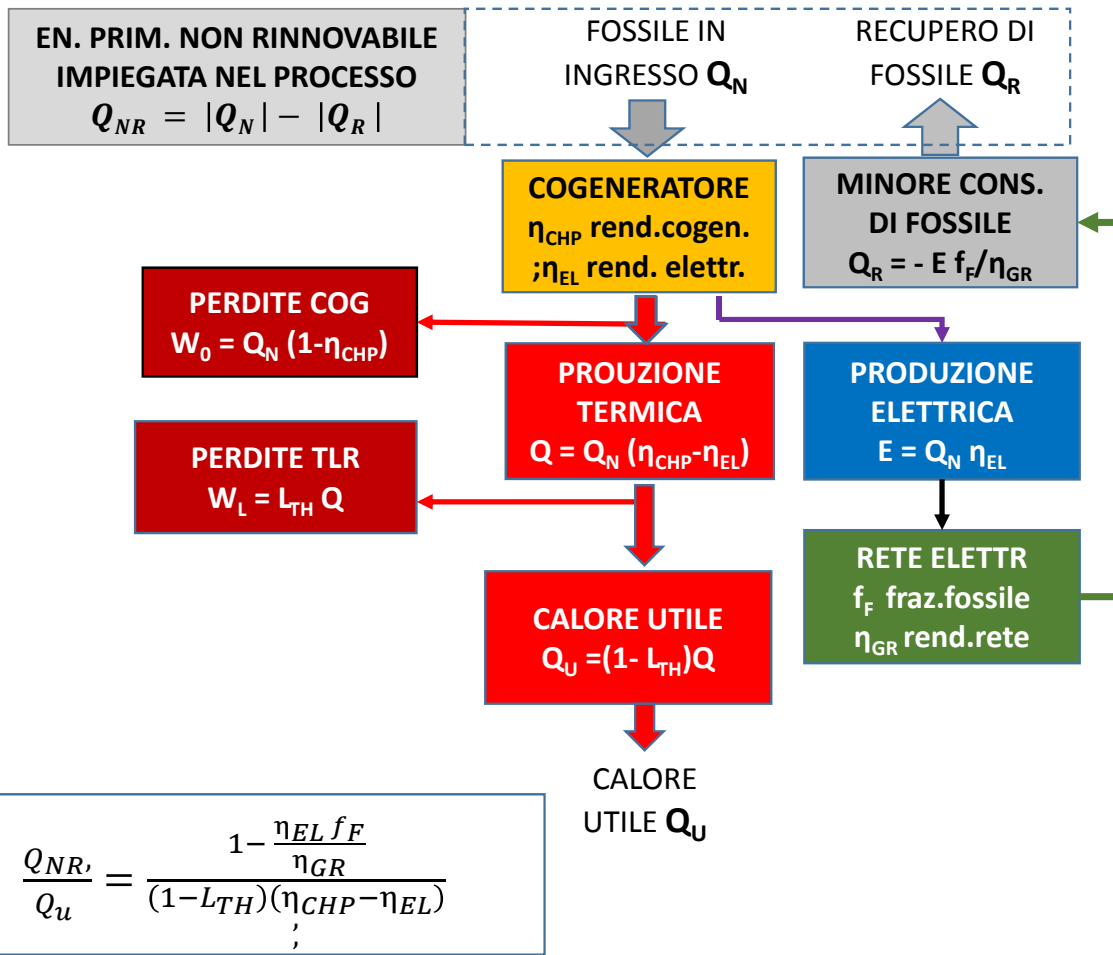 EN. PRIM. NON RINNOVABILE
IMPIEGATA NEL PROCESSO
Q_NR = |Q_N| − |Q_R|
FOSSILE IN
INGRESSO Q_N
RECUPERO DI
FOSSILE Q_R
COGENERATORE
η_CHP rend.cogen.
;η_EL rend. elettr.
MINORE CONS.
DI FOSSILE
Q_R = - E f_F/η_GR
PERDITE COG
W_0 = Q_N (1-η_CHP)
PROUZIONE
TERMICA
Q = Q_N (η_CHP-η_EL)
PRODUZIONE
ELETTRICA
E = Q_N η_EL
PERDITE TLR
W_L = L_TH Q
CALORE UTILE
Q_U =(1- L_TH)Q
RETE ELETTR
f_F fraz.fossile
η_GR rend.rete
CALORE
UTILE Q_U
Q_NR,/Q_u = (1− (η_EL f_F)/η_GR)/((1−L_TH)(η_CHP−η_EL))
,
,